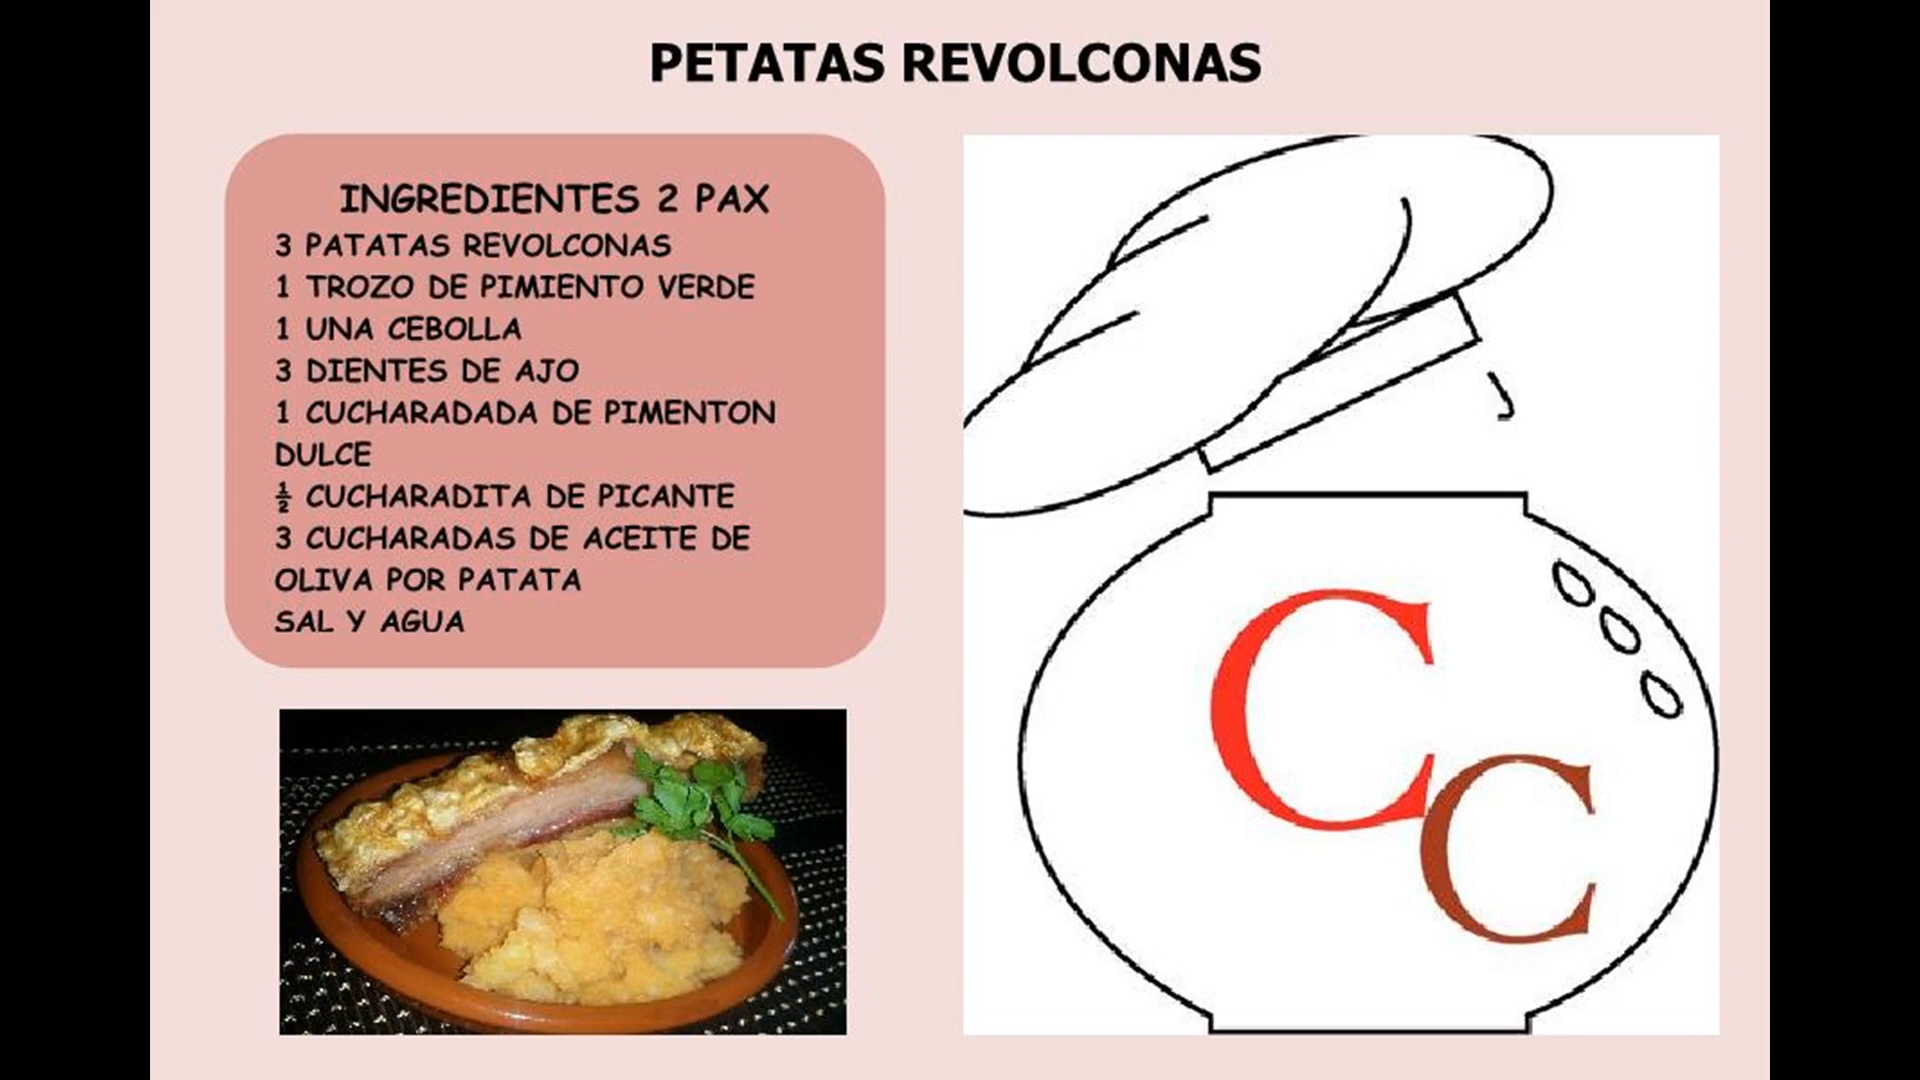 PETATAS REVOLCONAS
INGREDIENTES 2 PAX
3 PATATAS REVOLCONAS
1 TROZO DE PIMIENTO VERDE
1 UNA CEBOLLA
3 DIENTES DE AJO
1 CUCHARADADA DE PIMENTON
DULCE
½ CUCHARADITA DE PICANTE
3 CUCHARADAS DE ACEITE DE
OLIVA POR PATATA
SAL Y AGUA
C
C